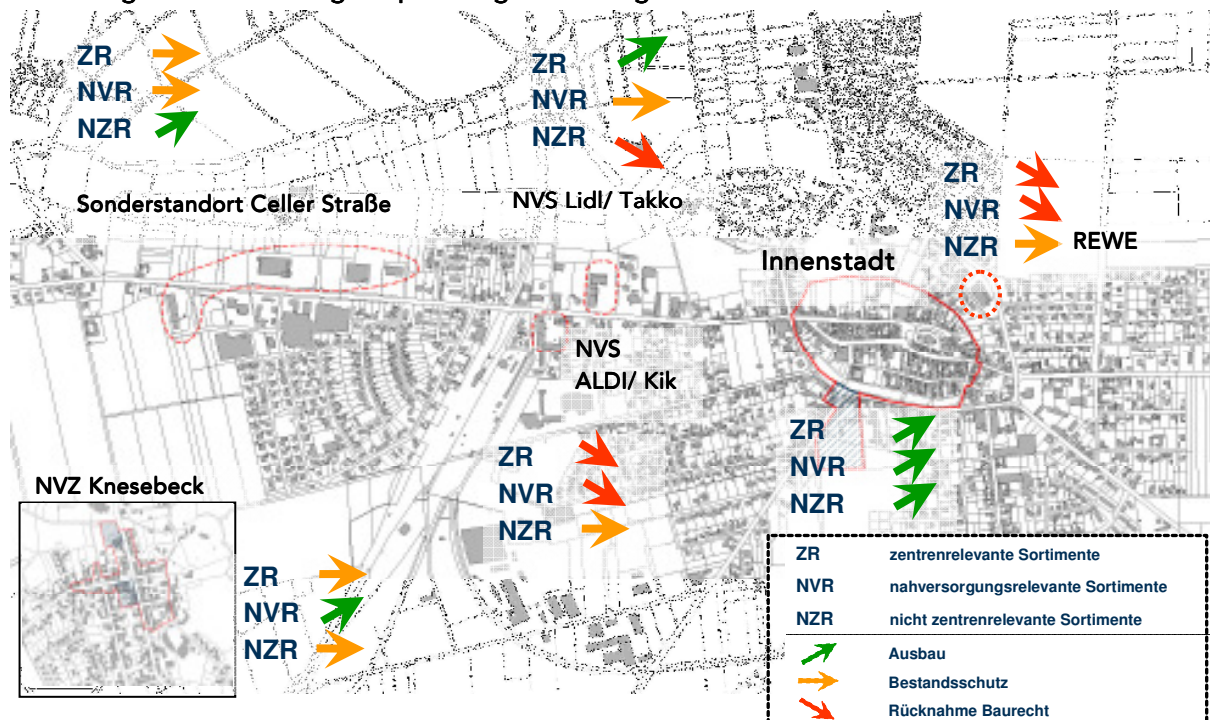 ZR
NVR
NZR
Sonderstandort Celler Straße
ZR
NVR
NZR
NVS Lidl/ Takko
ZR
NVR
NZR
REWE
Innenstadt
NVS
ALDI/ Kik
ZR
NVR
NZR
ZR
NVR
NZR
NVZ Knesebeck
ZR
NVR
NZR
ZR zentrenrelevante Sortimente
NVR nahversorgungsrelevante Sortimente
NZR nicht zentrenrelevante Sortimente
Ausbau
Bestandsschutz
Rücknahme Baurecht